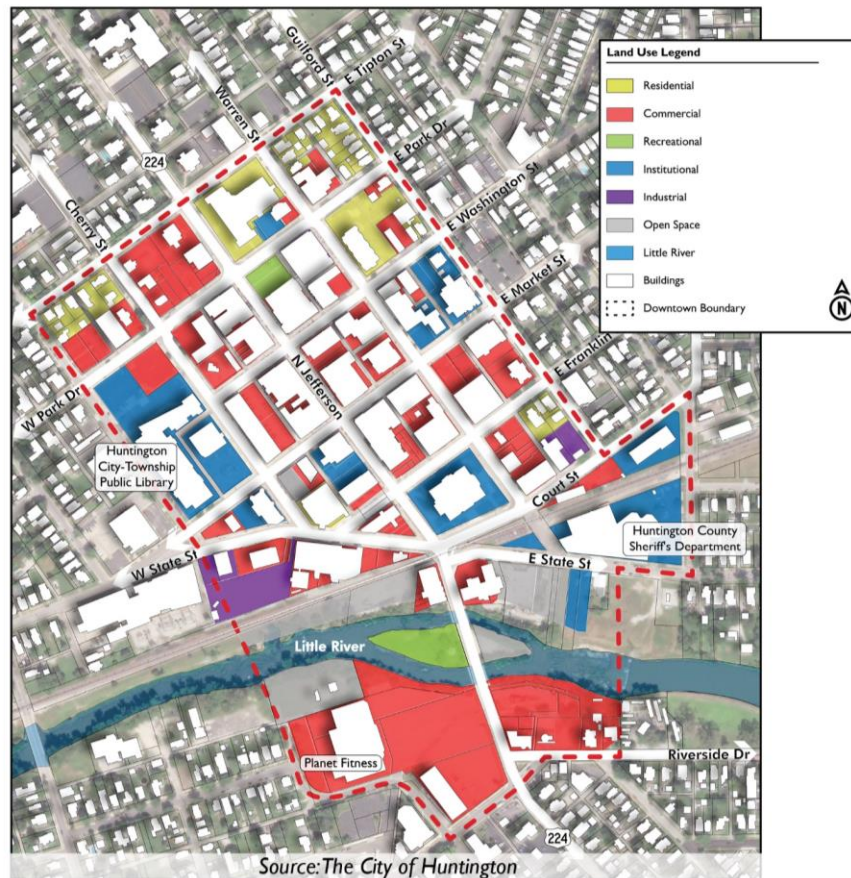 Guilford St
E Tipton St
Warren St
E Park Dr
224
E Washington St
Cherry St
E Market St
E Franklin
N Jefferson
W Park Dr
Huntington
City-Township
Public Library
Court St
Huntington County
Sheriff's Department
W State St
E State St
Little River
Planet Fitness
Riverside Dr
224
Land Use Legend
Residential
Commercial
Recreational
Institutional
Industrial
Open Space
Little River
Buildings
Downtown Boundary
N
Source: The City of Huntington